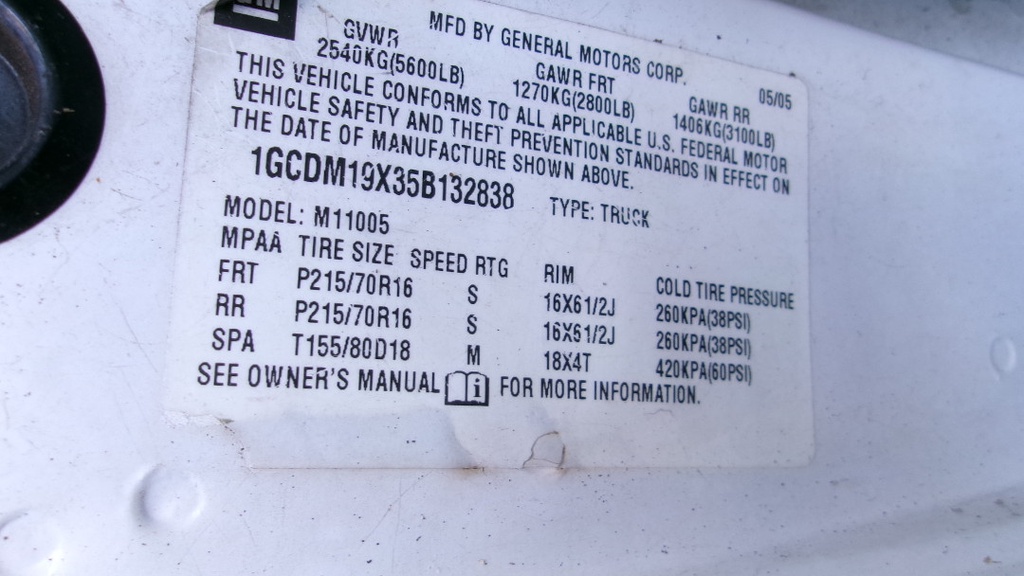 GM
MFD BY GENERAL MOTORS CORP. 05/05
GVWR GAWR FRT GAWR RR
2540KG(5600LB) 1270KG(2800LB) 1406KG(3100LB)
THIS VEHICLE CONFORMS TO ALL APPLICABLE U.S. FEDERAL MOTOR
VEHICLE SAFETY AND THEFT PREVENTION STANDARDS IN EFFECT ON
THE DATE OF MANUFACTURE SHOWN ABOVE.
1GCDM19X35B132838 TYPE: TRUCK
MODEL: M11005
MPAA TIRE SIZE SPEED RTG RIM COLD TIRE PRESSURE
FRT P215/70R16 S 16X61/2J 260KPA(38PSI)
RR P215/70R16 S 16X61/2J 260KPA(38PSI)
SPA T155/80D18 M 18X4T 420KPA(60PSI)
SEE OWNER'S MANUAL i FOR MORE INFORMATION.